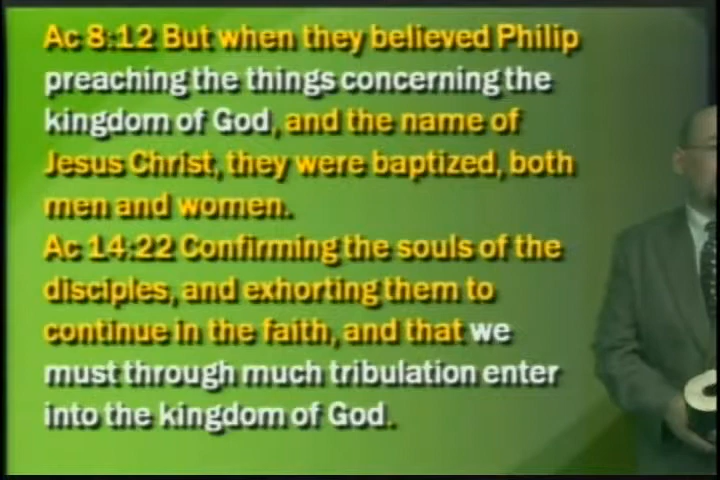 Ac 8:12 But when they believed Philip
preaching the things concerning the
kingdom of God, and the name of
Jesus Christ, they were baptized, both
men and women.
Ac 14:22 Confirming the souls of the
disciples, and exhorting them to
continue in the faith, and that we
must through much tribulation enter
into the kingdom of God.